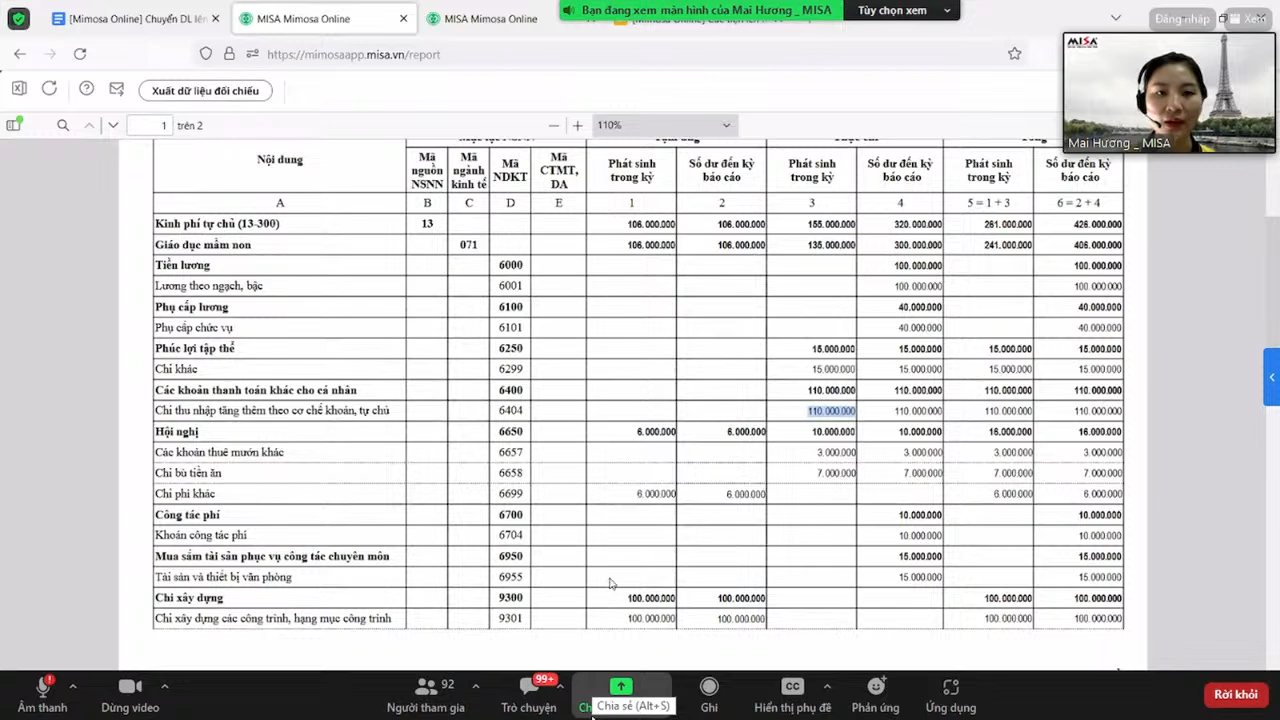 [Mimosa Online] Chuyển DL lên
MISA Mimosa Online
MISA Mimosa Online
Bạn đang xem màn hình của Mai Hương _ MISA
Tùy chọn xem
Đăng nhập
Xem
https://mimosaapp.misa.vn/report
Xuất dữ liệu đối chiếu
MISA
Mai Hương _ MISA
1 trên 2
110%
Nội dung
Mã nguồn NSNN
Mã ngành kinh tế
Mã NDKT
Mã CTMT, DA
Phát sinh trong kỳ
Số dư đến kỳ báo cáo
Phát sinh trong kỳ
Số dư đến kỳ báo cáo
Phát sinh trong kỳ
Số dư đến kỳ báo cáo
A B C D E 1 2 3 4 5 = 1 + 3 6 = 2 + 4
Kinh phí tự chủ (13-300) 13 106.000.000 106.000.000 155.000.000 320.000.000 261.000.000 426.000.000
Giáo dục mầm non 071 106.000.000 106.000.000 135.000.000 300.000.000 241.000.000 406.000.000
Tiền lương 6000 100.000.000 100.000.000
Lương theo ngạch, bậc 6001 100.000.000 100.000.000
Phụ cấp lương 6100 40.000.000 40.000.000
Phụ cấp chức vụ 6101 40.000.000 40.000.000
Phúc lợi tập thể 6250 15.000.000 15.000.000 15.000.000 15.000.000
Chi khác 6299 15.000.000 15.000.000 15.000.000 15.000.000
Các khoản thanh toán khác cho cá nhân 6400 110.000.000 110.000.000 110.000.000 110.000.000
Chi thu nhập tăng thêm theo cơ chế khoán, tự chủ 6404 110.000.000 110.000.000 110.000.000 110.000.000
Hội nghị 6650 6.000.000 6.000.000 10.000.000 10.000.000 16.000.000 16.000.000
Các khoản thuê mướn khác 6657 3.000.000 3.000.000 3.000.000 3.000.000
Chi bù tiền ăn 6658 7.000.000 7.000.000 7.000.000 7.000.000
Chi phí khác 6699 6.000.000 6.000.000 6.000.000 6.000.000
Công tác phí 6700 10.000.000 10.000.000
Khoán công tác phí 6704 10.000.000 10.000.000
Mua sắm tài sản phục vụ công tác chuyên môn 6950 15.000.000 15.000.000
Tài sản và thiết bị văn phòng 6955 15.000.000 15.000.000
Chi xây dựng 9300 100.000.000 100.000.000 100.000.000 100.000.000
Chi xây dựng các công trình, hạng mục công trình 9301 100.000.000 100.000.000 100.000.000 100.000.000
92
99+
Chia sẻ (Alt+S)
Âm thanh
Dừng video
Người tham gia
Trò chuyện
Ghi
CC
Hiển thị phụ đề
Phản ứng
Ứng dụng
Rời khỏi